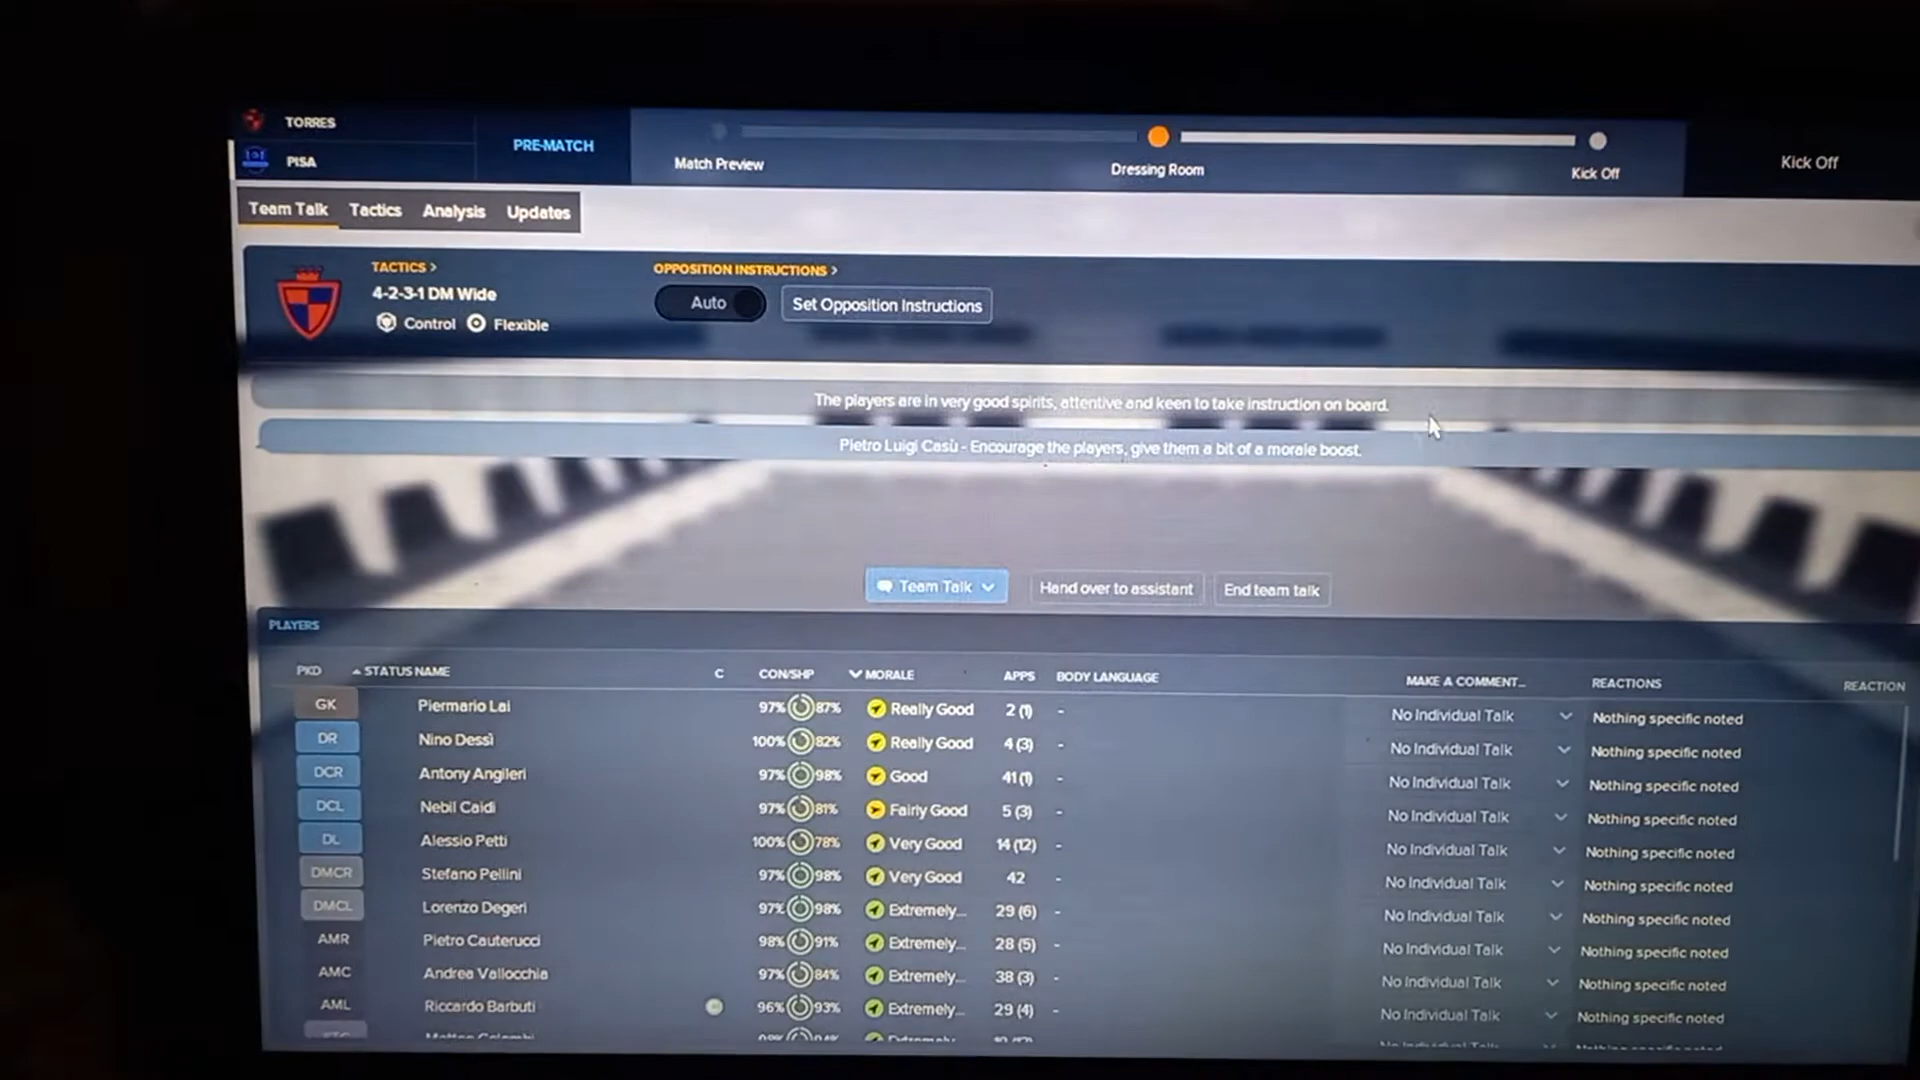 TORRES
PISA
PRE-MATCH
Match Preview
Dressing Room
Kick Off
Kick Off
Team Talk Tactics Analysis Updates
TACTICS >
4-2-3-1 DM Wide
Control Flexible
OPPOSITION INSTRUCTIONS >
Auto Set Opposition Instructions
The players are in very good spirits, attentive and keen to take instruction on board.
Pietro Luigi Casù - Encourage the players, give them a bit of a morale boost.
Team Talk Hand over to assistant End team talk
PLAYERS
PKD STATUS NAME C CON/SHP MORALE APPS BODY LANGUAGE MAKE A COMMENT... REACTIONS REACTION
GK Piermario Lai 97% 87% Really Good 2 (1) - No Individual Talk Nothing specific noted
DR Nino Dessì 100% 82% Really Good 4 (3) - No Individual Talk Nothing specific noted
DCR Antony Angileri 97% 98% Good 41 (1) - No Individual Talk Nothing specific noted
DCL Nebil Caidi 97% 81% Fairly Good 5 (3) - No Individual Talk Nothing specific noted
DL Alessio Petti 100% 78% Very Good 14 (12) - No Individual Talk Nothing specific noted
DMCR Stefano Pellini 97% 98% Very Good 42 - No Individual Talk Nothing specific noted
DMCL Lorenzo Degeri 97% 98% Extremely... 29 (6) - No Individual Talk Nothing specific noted
AMR Pietro Cauterucci 98% 91% Extremely... 28 (5) - No Individual Talk Nothing specific noted
AMC Andrea Vallocchia 97% 84% Extremely... 38 (3) - No Individual Talk Nothing specific noted
AML Riccardo Barbuti 96% 93% Extremely... 29 (4) - No Individual Talk Nothing specific noted